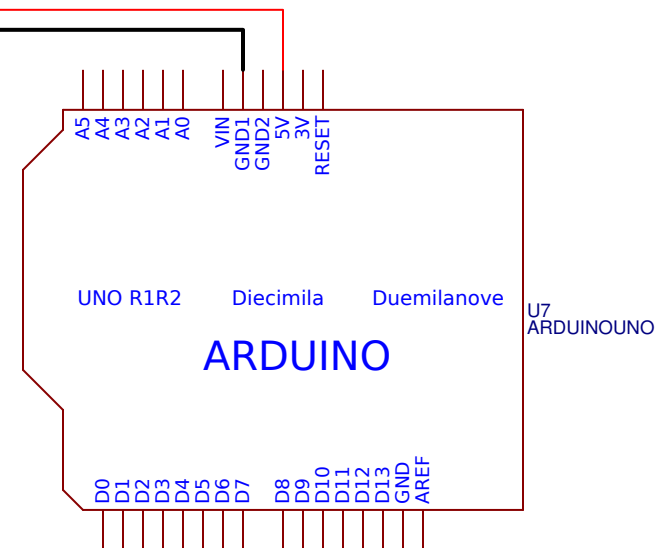 A5
A4
A3
A2
A1
A0
VIN
GND1
GND2
5V
3V
RESET
UNO R1R2 Diecimila Duemilanove
U7
ARDUINOUNO
ARDUINO
D0
D1
D2
D3
D4
D5
D6
D7
D8
D9
D10
D11
D12
D13
GND
AREF